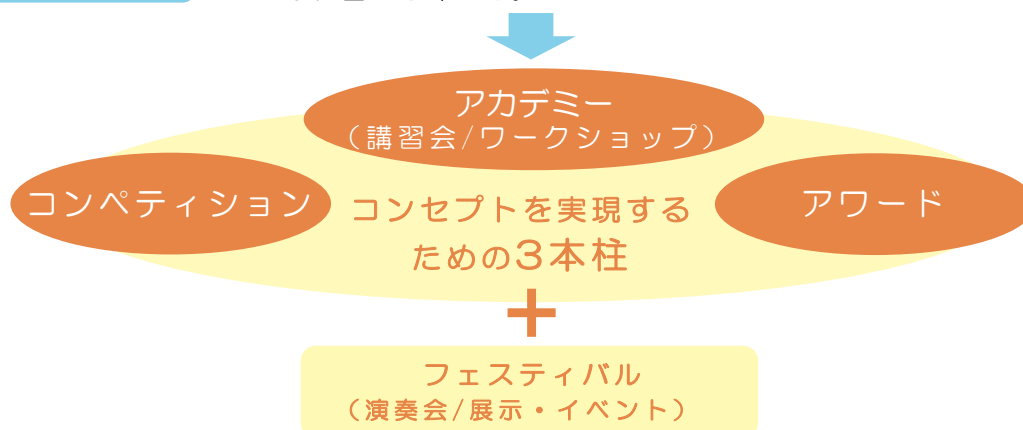 アカデミー
（講習会/ワークショップ）
コンペティション
コンセプトを実現する
ための3本柱
アワード
+
フェスティバル
（演奏会/展示・イベント）